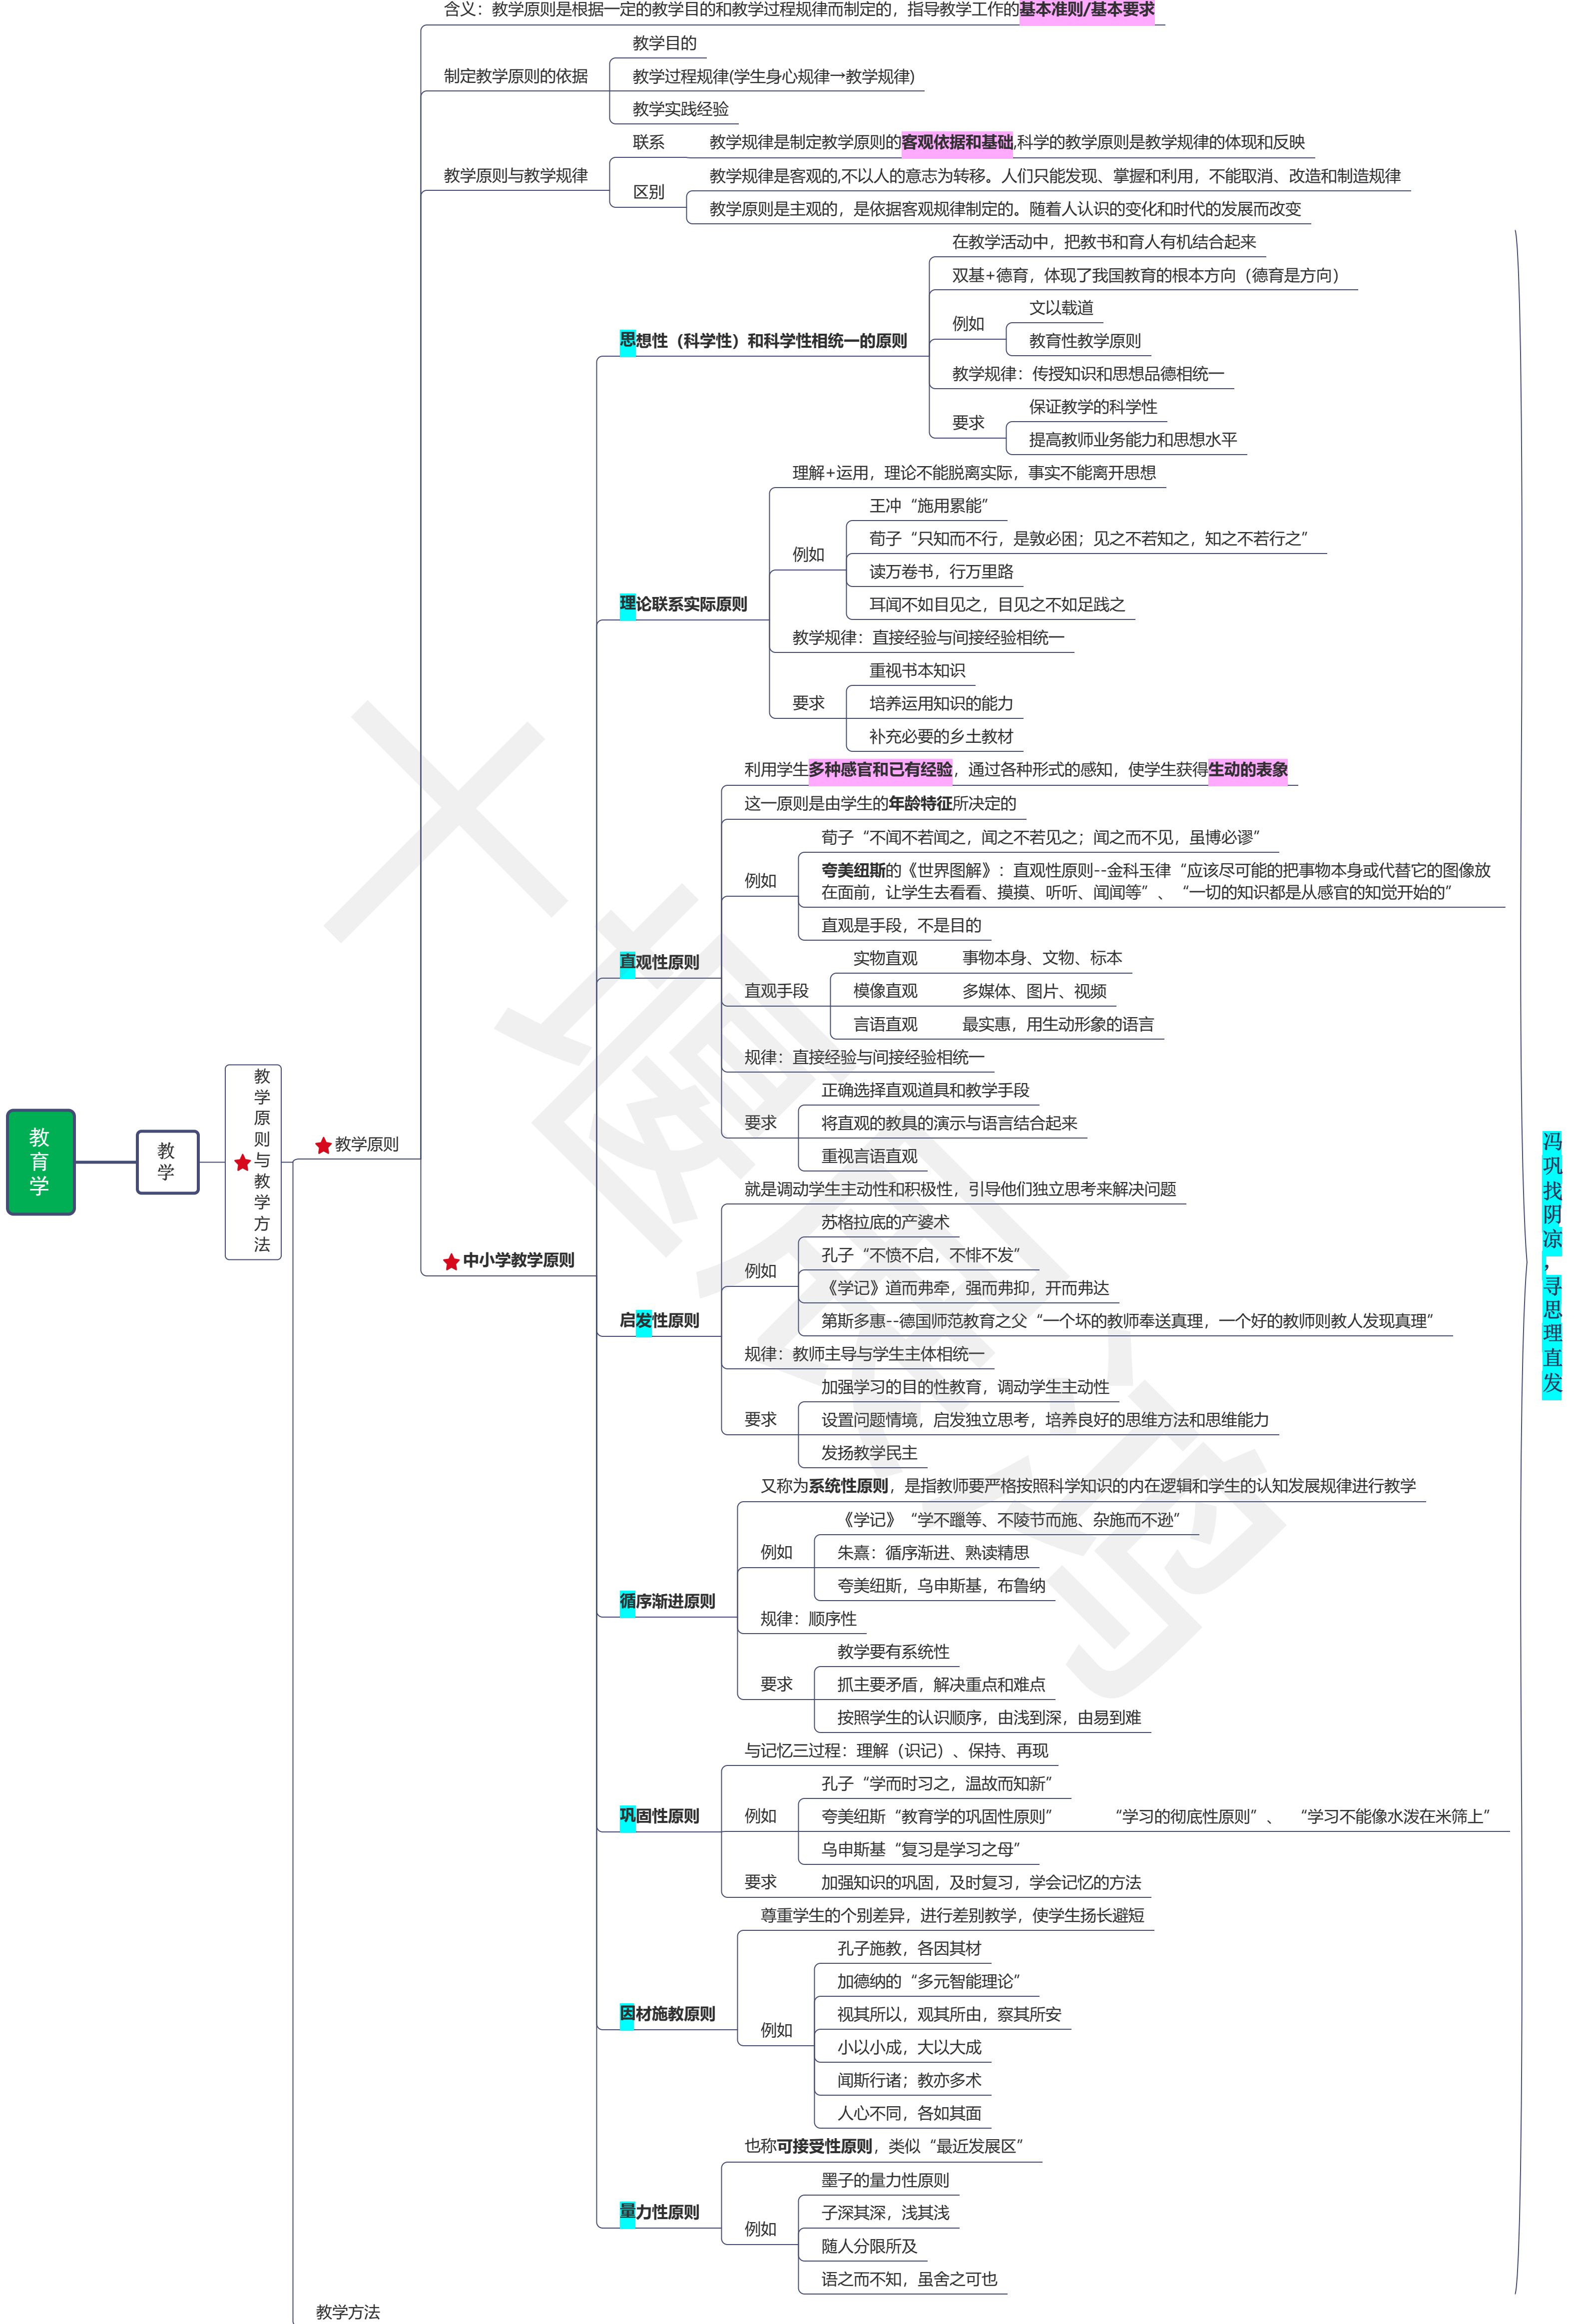 含义：教学原则是根据一定的教学目的和教学过程规律而制定的，指导教学工作的基本准则/基本要求
教学目的
制定教学原则的依据
教学过程规律(学生身心规律→教学规律)
教学实践经验
联系
教学规律是制定教学原则的客观依据和基础,科学的教学原则是教学规律的体现和反映
教学原则与教学规律
区别
教学规律是客观的,不以人的意志为转移。人们只能发现、掌握和利用，不能取消、改造和制造规律
教学原则是主观的，是依据客观规律制定的。随着人认识的变化和时代的发展而改变
在教学活动中，把教书和育人有机结合起来
双基+德育，体现了我国教育的根本方向（德育是方向）
例如
文以载道
教育性教学原则
思想性（科学性）和科学性相统一的原则
教学规律：传授知识和思想品德相统一
要求
保证教学的科学性
提高教师业务能力和思想水平
理解+运用，理论不能脱离实际，事实不能离开思想
例如
王冲“施用累能”
荀子“只知而不行，是敦必困；见之不若知之，知之不若行之”
读万卷书，行万里路
耳闻不如目见之，目见之不如足践之
理论联系实际原则
教学规律：直接经验与间接经验相统一
要求
重视书本知识
培养运用知识的能力
补充必要的乡土教材
利用学生多种感官和已有经验，通过各种形式的感知，使学生获得生动的表象
这一原则是由学生的年龄特征所决定的
例如
荀子“不闻不若闻之，闻之不若见之；闻之而不见，虽博必谬”
夸美纽斯的《世界图解》：直观性原则--金科玉律“应该尽可能的把事物本身或代替它的图像放
在面前，让学生去看看、摸摸、听听、闻闻等”、“一切的知识都是从感官的知觉开始的”
直观是手段，不是目的
直观性原则
直观手段
实物直观 事物本身、文物、标本
模像直观 多媒体、图片、视频
言语直观 最实惠，用生动形象的语言
规律：直接经验与间接经验相统一
要求
正确选择直观道具和教学手段
将直观的教具的演示与语言结合起来
重视言语直观
教育学
教学
教学原则与教学方法
教学原则
中小学教学原则
就是调动学生主动性和积极性，引导他们独立思考来解决问题
例如
苏格拉底的产婆术
孔子“不愤不启，不悱不发”
《学记》道而弗牵，强而弗抑，开而弗达
第斯多惠--德国师范教育之父“一个坏的教师奉送真理，一个好的教师则教人发现真理”
启发性原则
规律：教师主导与学生主体相统一
要求
加强学习的目的性教育，调动学生主动性
设置问题情境，启发独立思考，培养良好的思维方法和思维能力
发扬教学民主
又称为系统性原则，是指教师要严格按照科学知识的内在逻辑和学生的认知发展规律进行教学
例如
《学记》“学不躐等、不陵节而施、杂施而不逊”
朱熹：循序渐进、熟读精思
夸美纽斯，乌申斯基，布鲁纳
循序渐进原则
规律：顺序性
要求
教学要有系统性
抓主要矛盾，解决重点和难点
按照学生的认识顺序，由浅到深，由易到难
与记忆三过程：理解（识记）、保持、再现
例如
孔子“学而时习之，温故而知新”
巩固性原则
夸美纽斯“教育学的巩固性原则” “学习的彻底性原则”、 “学习不能像水泼在米筛上”
乌申斯基“复习是学习之母”
要求
加强知识的巩固，及时复习，学会记忆的方法
尊重学生的个别差异，进行差别教学，使学生扬长避短
因材施教原则
例如
孔子施教，各因其材
加德纳的“多元智能理论”
视其所以，观其所由，察其所安
小以小成，大以大成
闻斯行诸；教亦多术
人心不同，各如其面
也称可接受性原则，类似“最近发展区”
量力性原则
例如
墨子的量力性原则
子深其深，浅其浅
随人分限所及
语之而不知，虽舍之可也
教学方法
冯巩找阴凉，寻思理直发